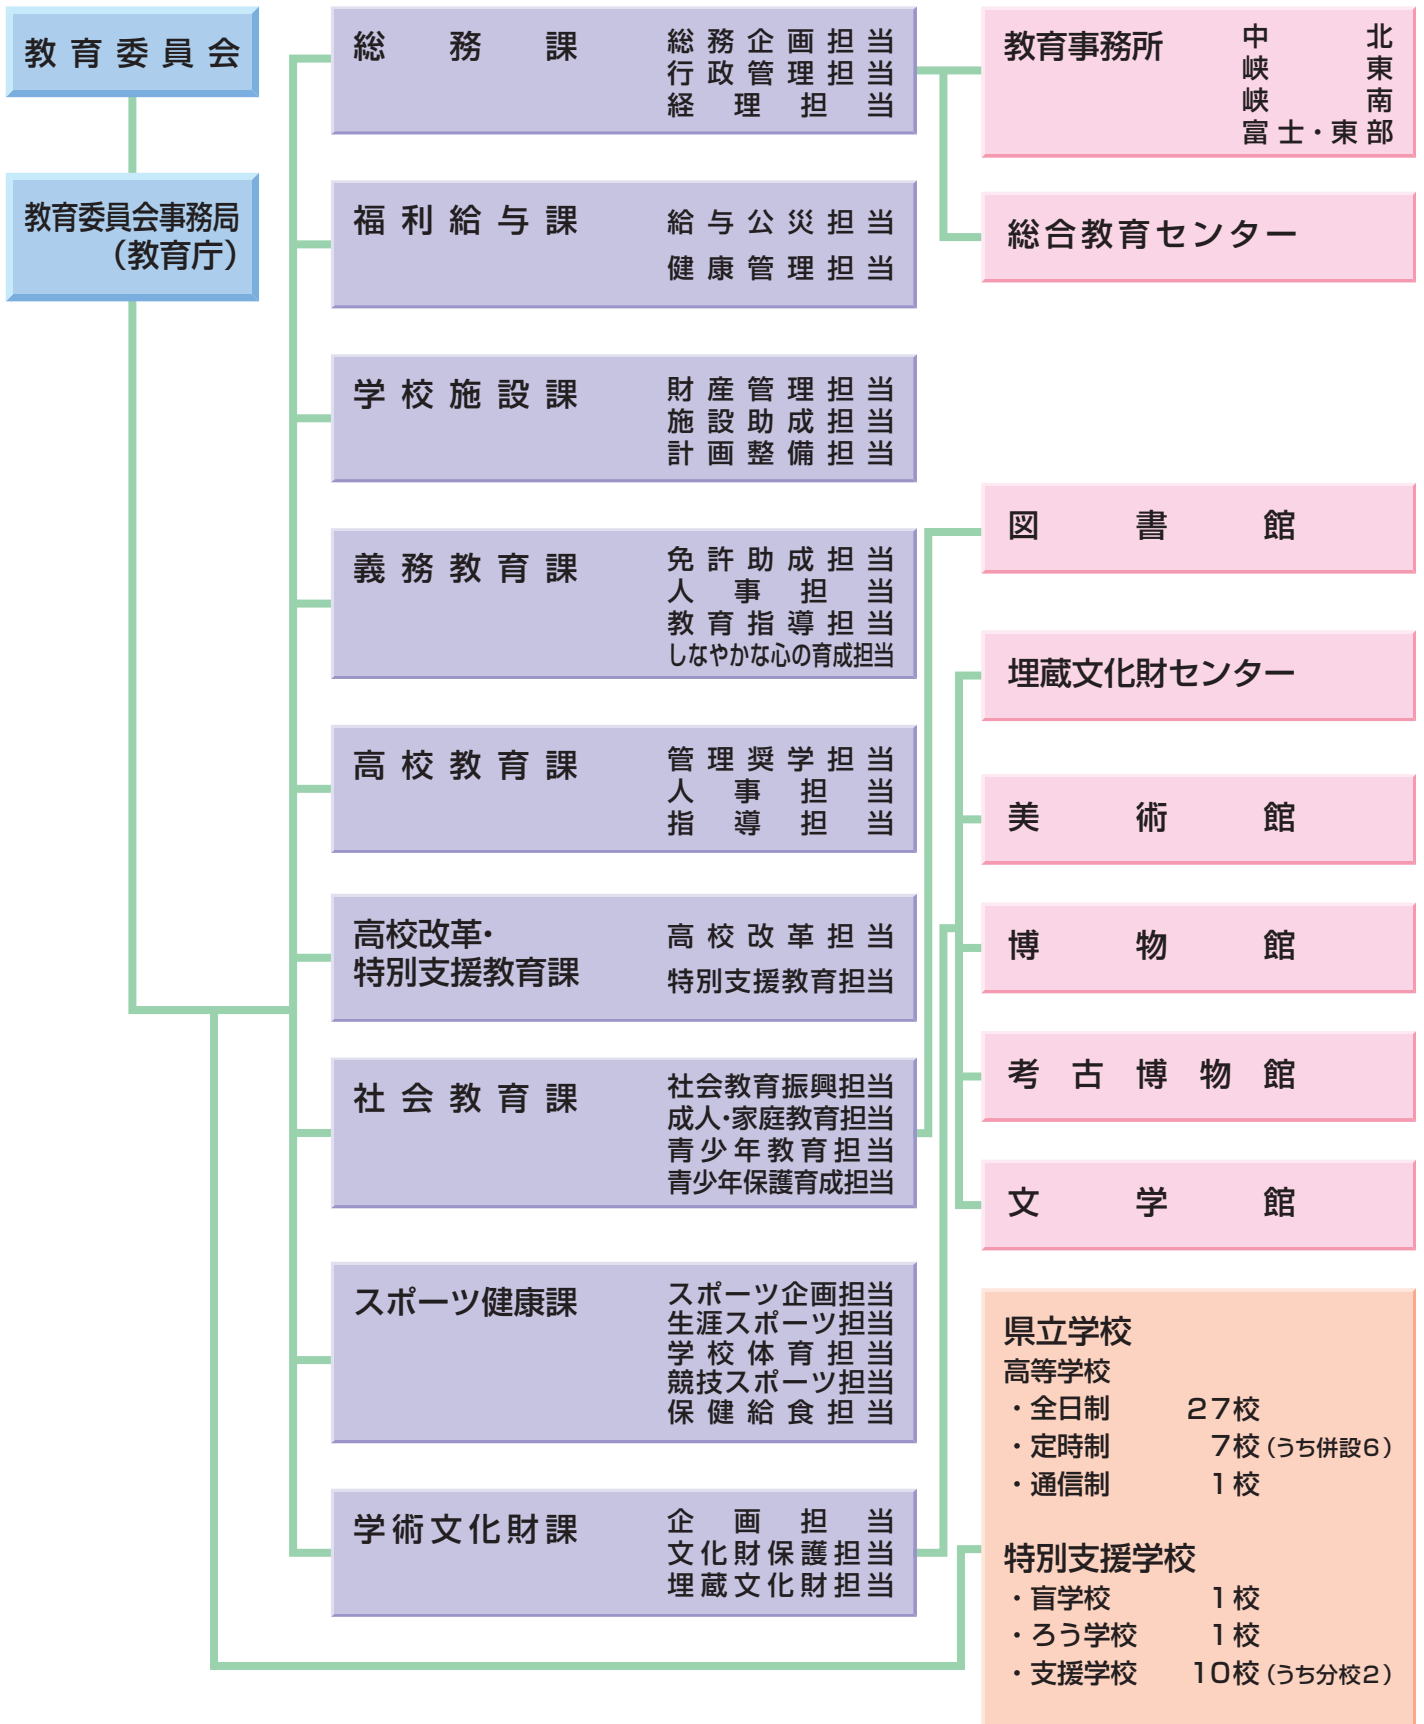 教育委員会
教育委員会事務局
（教育庁）
総務課
総務企画担当
行政管理担当
経理担当
福利給与課
給与公災担当
健康管理担当
学校施設課
財産管理担当
施設助成担当
計画整備担当
義務教育課
免許助成担当
人事担当
教育指導担当
しなやかな心の育成担当
高校教育課
管理奨学担当
人事担当
指導担当
高校改革・
特別支援教育課
高校改革担当
特別支援教育担当
社会教育課
社会教育振興担当
成人・家庭教育担当
青少年教育担当
青少年保護育成担当
スポーツ健康課
スポーツ企画担当
生涯スポーツ担当
学校体育担当
競技スポーツ担当
保健給食担当
学術文化財課
企画担当
文化財保護担当
埋蔵文化財担当
教育事務所
中北
峡東
峡南
富士・東部
総合教育センター
図書館
埋蔵文化財センター
美術館
博物館
考古博物館
文学館
県立学校
高等学校
・全日制 27校
・定時制 7校（うち併設6）
・通信制 1校
特別支援学校
・盲学校 1校
・ろう学校 1校
・支援学校 10校（うち分校2）